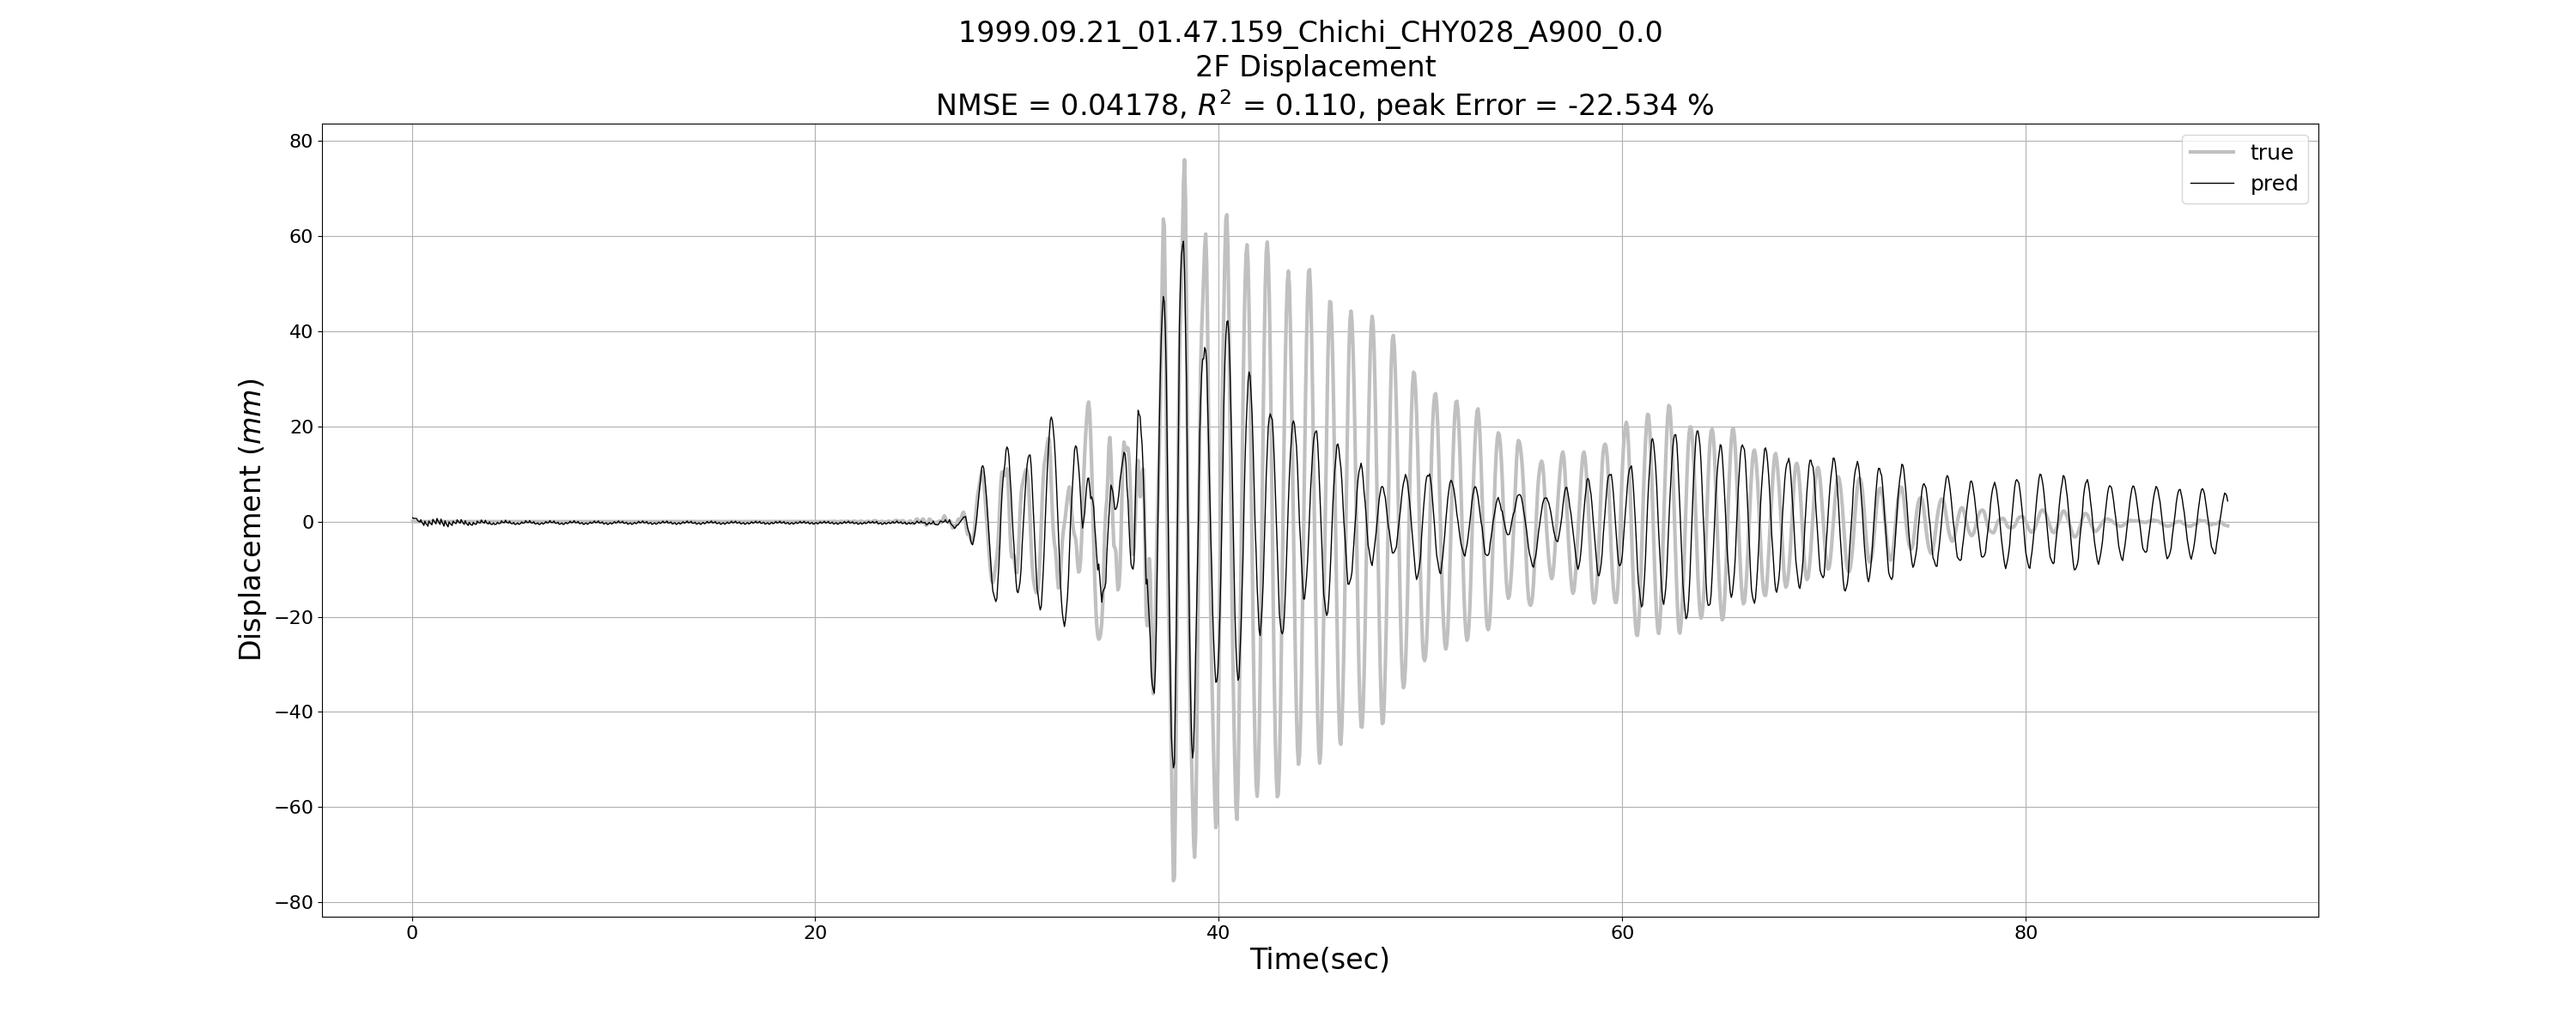 1999.09.21_01.47.159_Chichi_CHY028_A900_0.0
2F Displacement
NMSE = 0.04178, R² = 0.110, peak Error = -22.534 %
true
pred
80
60
40
20
0
−20
−40
−60
−80
Displacement (mm)
0
20
40
60
80
Time(sec)